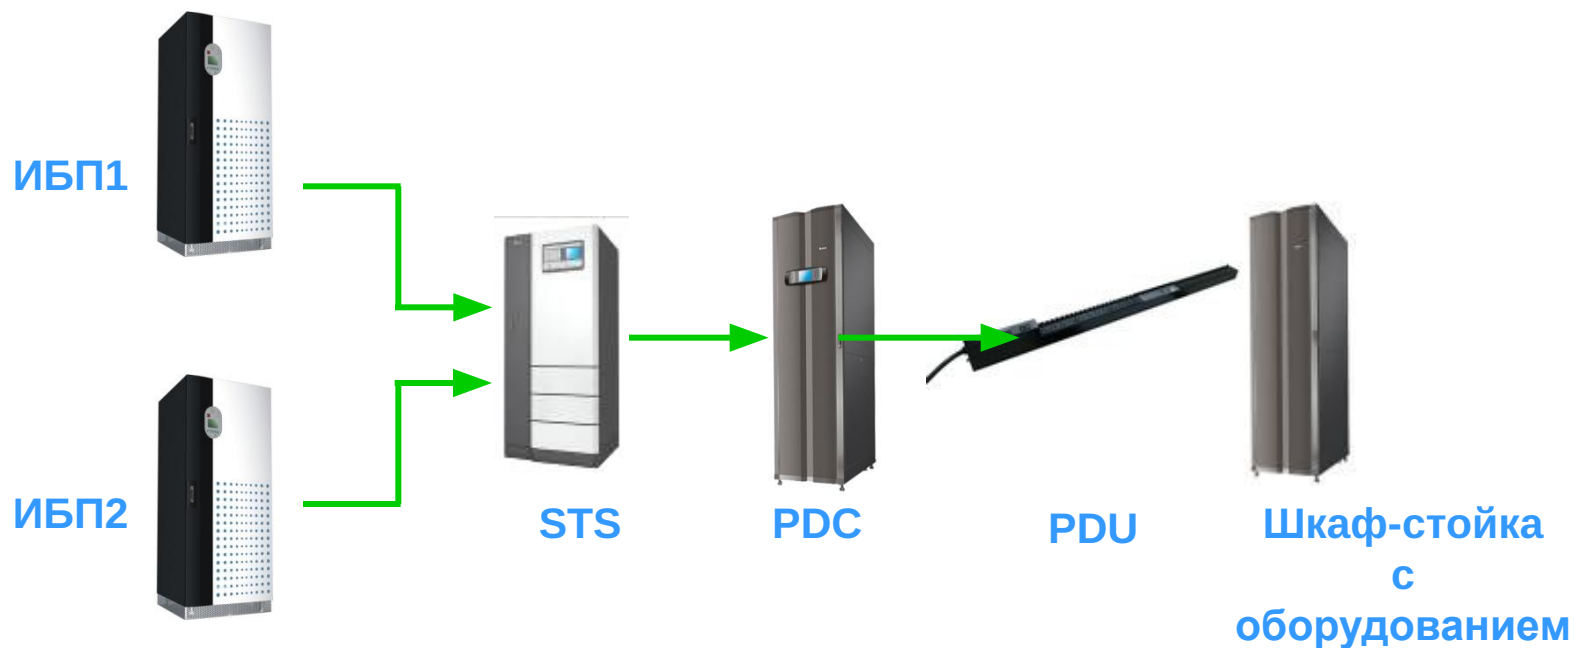 ИБП1
ИБП2
STS
PDC
PDU
Шкаф-стойка
с
оборудованием